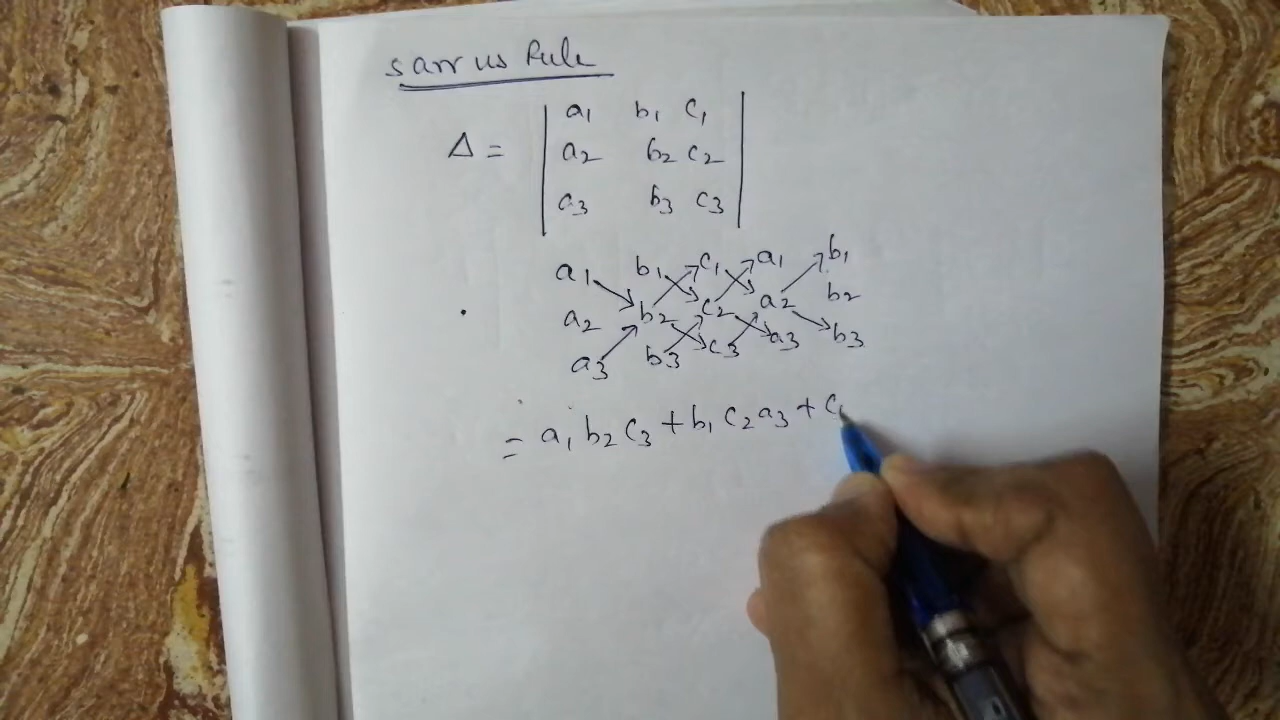 Sarrus Rule
a₁ b₁ c₁
Δ = | a₂ b₂ c₂ |
a₃ b₃ c₃
a₁ b₁ c₁ a₁ b₁
a₂ b₂ c₂ a₂ b₂
a₃ b₃ c₃ a₃ b₃
= a₁ b₂ c₃ + b₁ c₂ a₃ + c₁